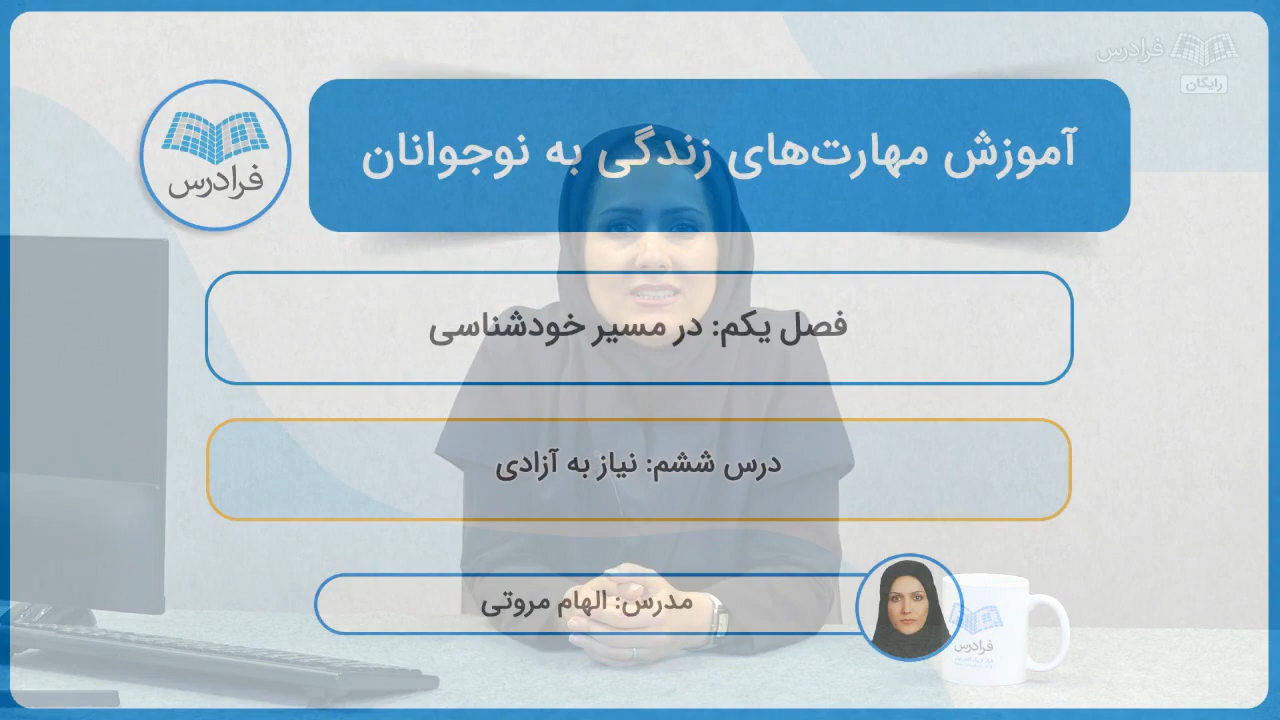 فرادرس
رایگان
آموزش مهارت‌های زندگی به نوجوانان
فرادرس
فصل یکم: در مسیر خودشناسی
درس ششم: نیاز به آزادی
مدرس: الهام مروتی
فرادرس